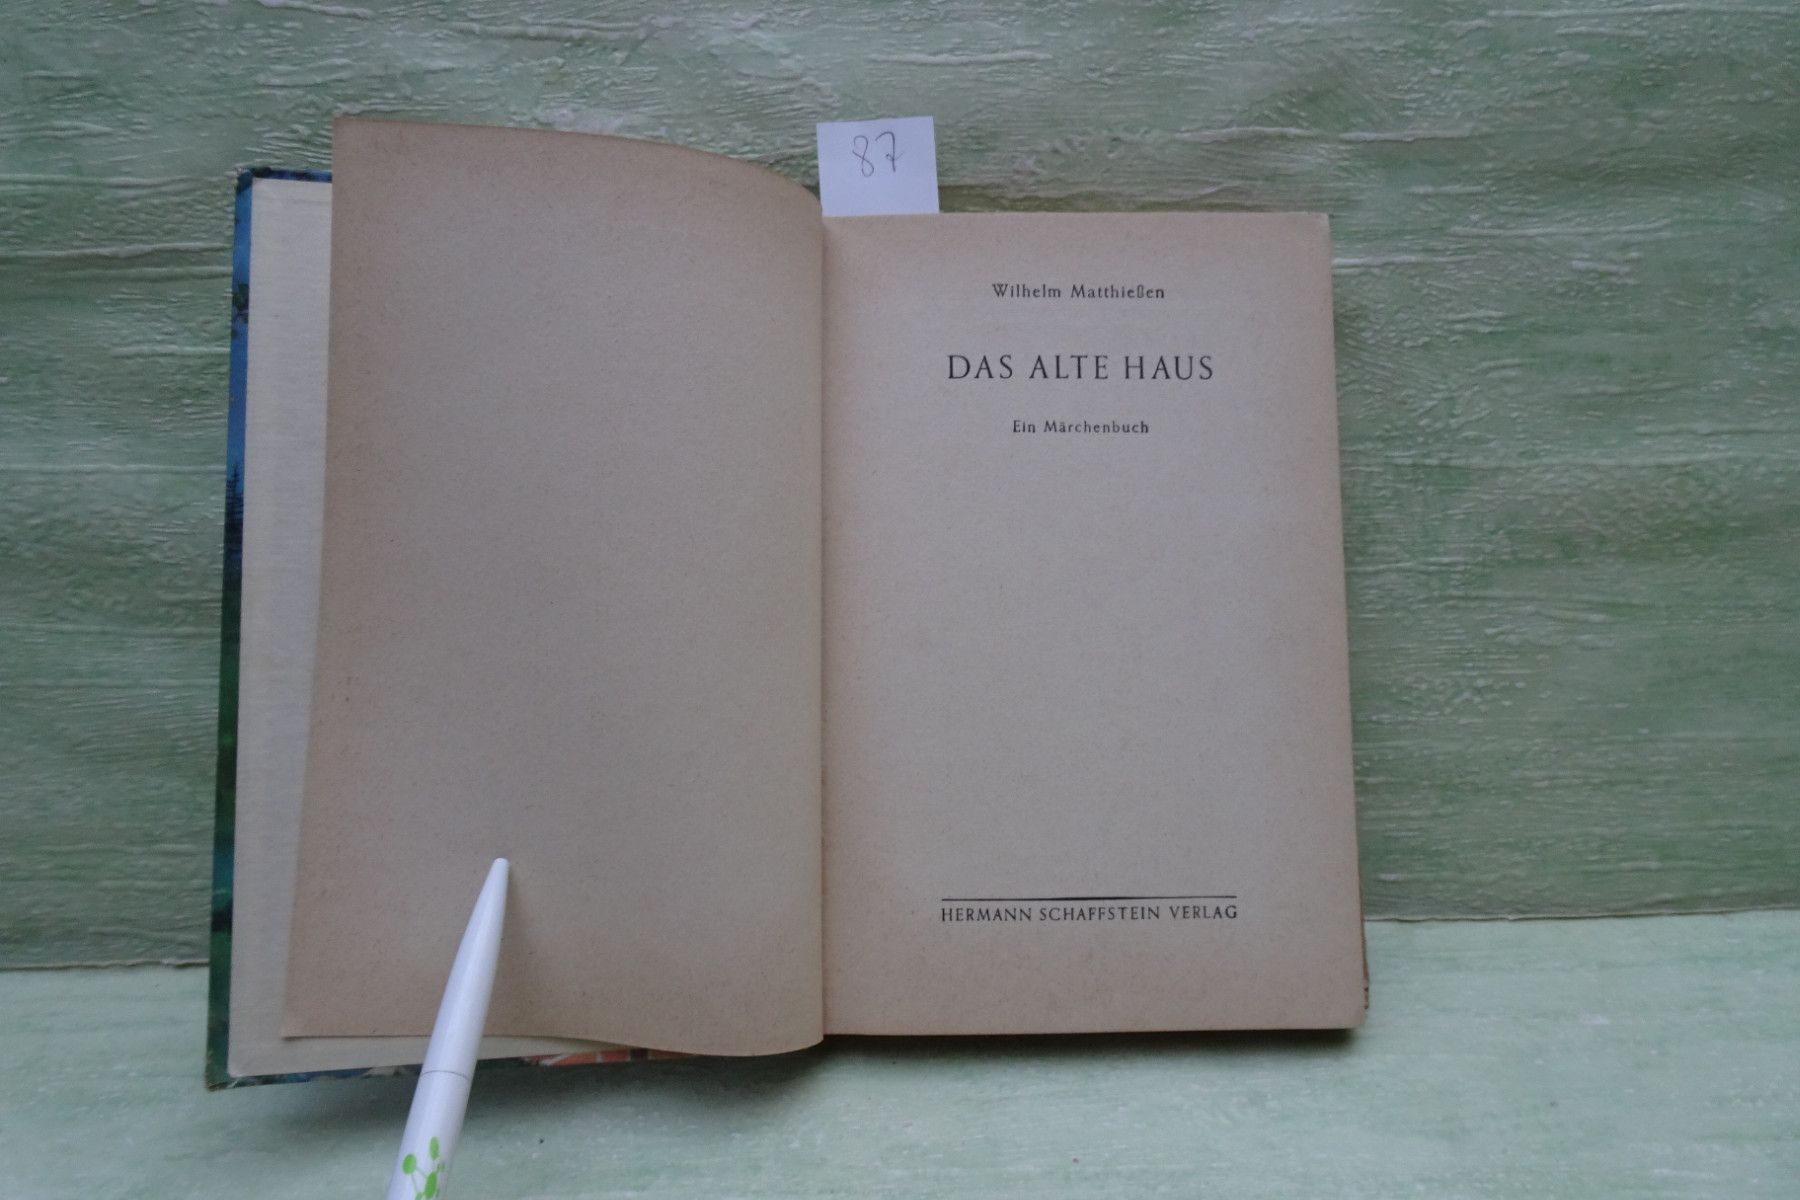 87
Wilhelm Matthießen
DAS ALTE HAUS
Ein Märchenbuch
HERMANN SCHAFFSTEIN VERLAG